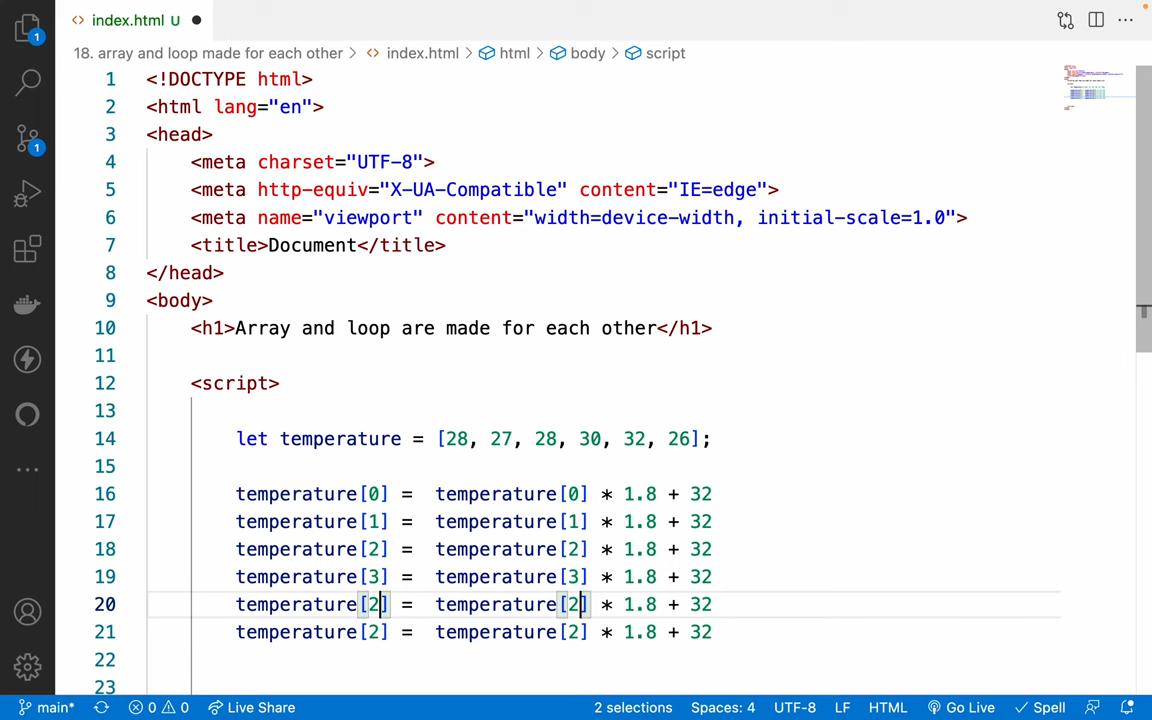 index.html U
18. array and loop made for each other > index.html > html > body > script
1 <!DOCTYPE html>
2 <html lang="en">
3 <head>
4 <meta charset="UTF-8">
5 <meta http-equiv="X-UA-Compatible" content="IE=edge">
6 <meta name="viewport" content="width=device-width, initial-scale=1.0">
7 <title>Document</title>
8 </head>
9 <body>
10 <h1>Array and loop are made for each other</h1>
11
12 <script>
13
14 let temperature = [28, 27, 28, 30, 32, 26];
15
16 temperature[0] =  temperature[0] * 1.8 + 32
17 temperature[1] =  temperature[1] * 1.8 + 32
18 temperature[2] =  temperature[2] * 1.8 + 32
19 temperature[3] =  temperature[3] * 1.8 + 32
20 temperature[2] =  temperature[2] * 1.8 + 32
21 temperature[2] =  temperature[2] * 1.8 + 32
22
23
1
1
main* 0 0 Live Share 2 selections Spaces: 4 UTF-8 LF HTML Go Live Spell